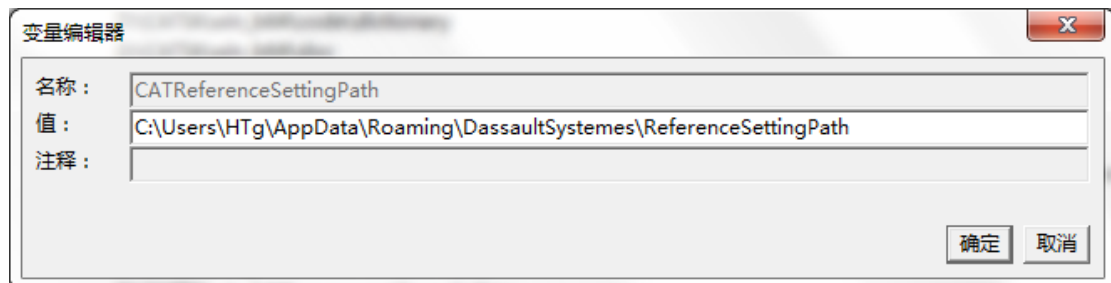 变量编辑器
名称：
CATReferenceSettingPath
值：
C:\Users\HTg\AppData\Roaming\DassaultSystemes\ReferenceSettingPath
注释：
确定
取消